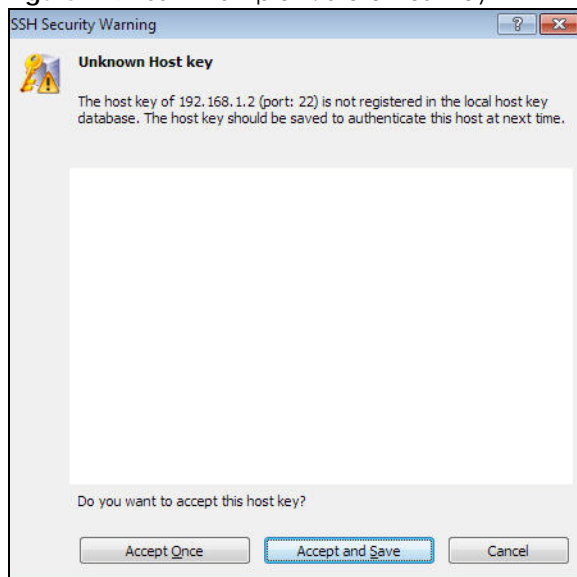 SSH Security Warning
Unknown Host key
The host key of 192.168.1.2 (port: 22) is not registered in the local host key
database. The host key should be saved to authenticate this host at next time.
Do you want to accept this host key?
Accept Once
Accept and Save
Cancel